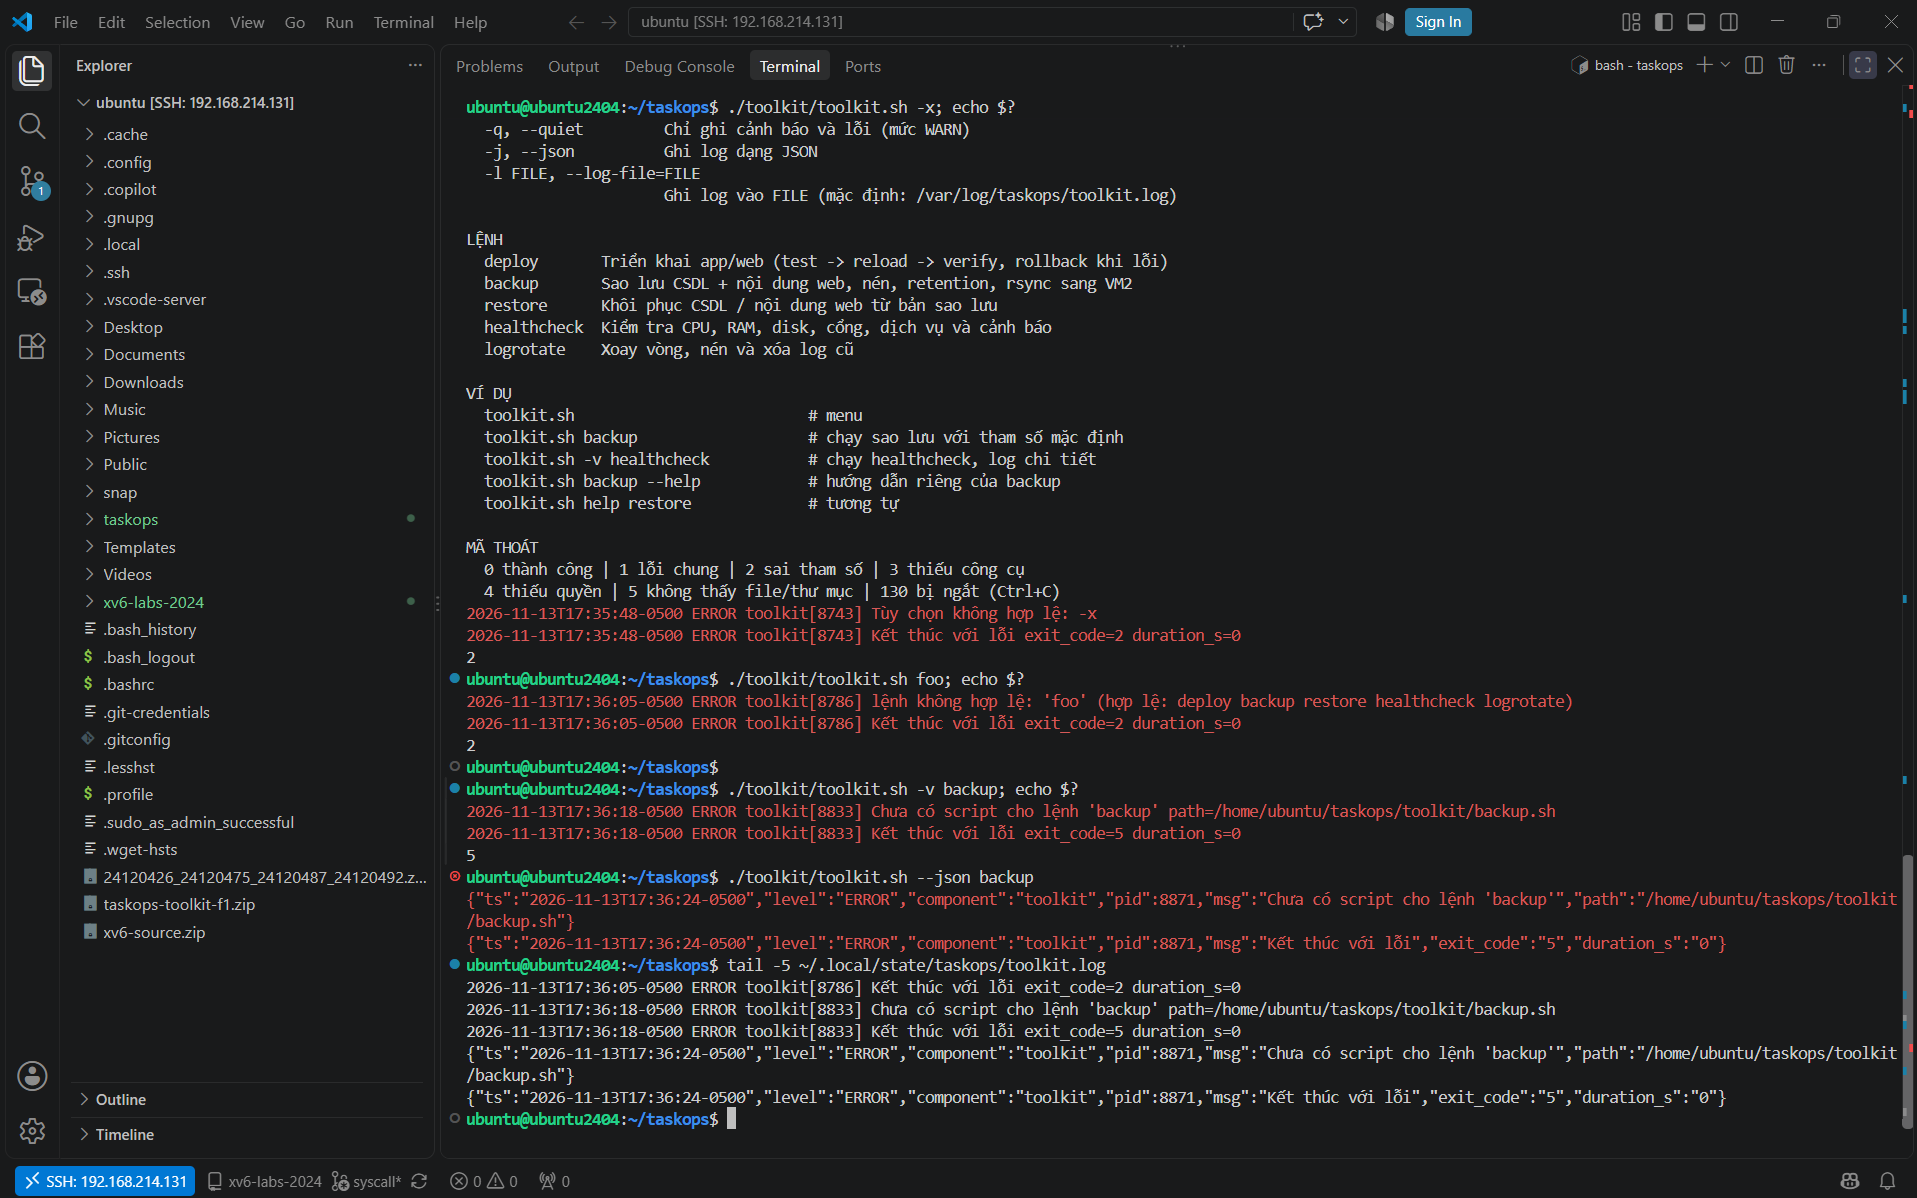 File Edit Selection View Go Run Terminal Help
ubuntu [SSH: 192.168.214.131]
Sign In
Explorer
ubuntu [SSH: 192.168.214.131]
.cache
.config
.copilot
.gnupg
.local
.ssh
.vscode-server
Desktop
Documents
Downloads
Music
Pictures
Public
snap
taskops
Templates
Videos
xv6-labs-2024
.bash_history
.bash_logout
.bashrc
.git-credentials
.gitconfig
.lesshst
.profile
.sudo_as_admin_successful
.wget-hsts
24120426_24120475_24120487_24120492.z...
taskops-toolkit-f1.zip
xv6-source.zip
Outline
Timeline
1
Problems Output Debug Console Terminal Ports
bash - taskops
ubuntu@ubuntu2404:~/taskops$ ./toolkit/toolkit.sh -x; echo $?
-q, --quiet Chỉ ghi cảnh báo và lỗi (mức WARN)
-j, --json Ghi log dạng JSON
-l FILE, --log-file=FILE
Ghi log vào FILE (mặc định: /var/log/taskops/toolkit.log)
LỆNH
deploy Triển khai app/web (test -> reload -> verify, rollback khi lỗi)
backup Sao lưu CSDL + nội dung web, nén, retention, rsync sang VM2
restore Khôi phục CSDL / nội dung web từ bản sao lưu
healthcheck Kiểm tra CPU, RAM, disk, cổng, dịch vụ và cảnh báo
logrotate Xoay vòng, nén và xóa log cũ
VÍ DỤ
toolkit.sh # menu
toolkit.sh backup # chạy sao lưu với tham số mặc định
toolkit.sh -v healthcheck # chạy healthcheck, log chi tiết
toolkit.sh backup --help # hướng dẫn riêng của backup
toolkit.sh help restore # tương tự
MÃ THOÁT
0 thành công | 1 lỗi chung | 2 sai tham số | 3 thiếu công cụ
4 thiếu quyền | 5 không thấy file/thư mục | 130 bị ngắt (Ctrl+C)
2026-11-13T17:35:48-0500 ERROR toolkit[8743] Tùy chọn không hợp lệ: -x
2026-11-13T17:35:48-0500 ERROR toolkit[8743] Kết thúc với lỗi exit_code=2 duration_s=0
2
ubuntu@ubuntu2404:~/taskops$ ./toolkit/toolkit.sh foo; echo $?
2026-11-13T17:36:05-0500 ERROR toolkit[8786] lệnh không hợp lệ: 'foo' (hợp lệ: deploy backup restore healthcheck logrotate)
2026-11-13T17:36:05-0500 ERROR toolkit[8786] Kết thúc với lỗi exit_code=2 duration_s=0
2
ubuntu@ubuntu2404:~/taskops$
ubuntu@ubuntu2404:~/taskops$ ./toolkit/toolkit.sh -v backup; echo $?
2026-11-13T17:36:18-0500 ERROR toolkit[8833] Chưa có script cho lệnh 'backup' path=/home/ubuntu/taskops/toolkit/backup.sh
2026-11-13T17:36:18-0500 ERROR toolkit[8833] Kết thúc với lỗi exit_code=5 duration_s=0
5
ubuntu@ubuntu2404:~/taskops$ ./toolkit/toolkit.sh --json backup
{"ts":"2026-11-13T17:36:24-0500","level":"ERROR","component":"toolkit","pid":8871,"msg":"Chưa có script cho lệnh 'backup'","path":"/home/ubuntu/taskops/toolkit
/backup.sh"}
{"ts":"2026-11-13T17:36:24-0500","level":"ERROR","component":"toolkit","pid":8871,"msg":"Kết thúc với lỗi","exit_code":"5","duration_s":"0"}
ubuntu@ubuntu2404:~/taskops$ tail -5 ~/.local/state/taskops/toolkit.log
2026-11-13T17:36:05-0500 ERROR toolkit[8786] Kết thúc với lỗi exit_code=2 duration_s=0
2026-11-13T17:36:18-0500 ERROR toolkit[8833] Chưa có script cho lệnh 'backup' path=/home/ubuntu/taskops/toolkit/backup.sh
2026-11-13T17:36:18-0500 ERROR toolkit[8833] Kết thúc với lỗi exit_code=5 duration_s=0
{"ts":"2026-11-13T17:36:24-0500","level":"ERROR","component":"toolkit","pid":8871,"msg":"Chưa có script cho lệnh 'backup'","path":"/home/ubuntu/taskops/toolkit
/backup.sh"}
{"ts":"2026-11-13T17:36:24-0500","level":"ERROR","component":"toolkit","pid":8871,"msg":"Kết thúc với lỗi","exit_code":"5","duration_s":"0"}
ubuntu@ubuntu2404:~/taskops$
SSH: 192.168.214.131 xv6-labs-2024 syscall* 0 0 0